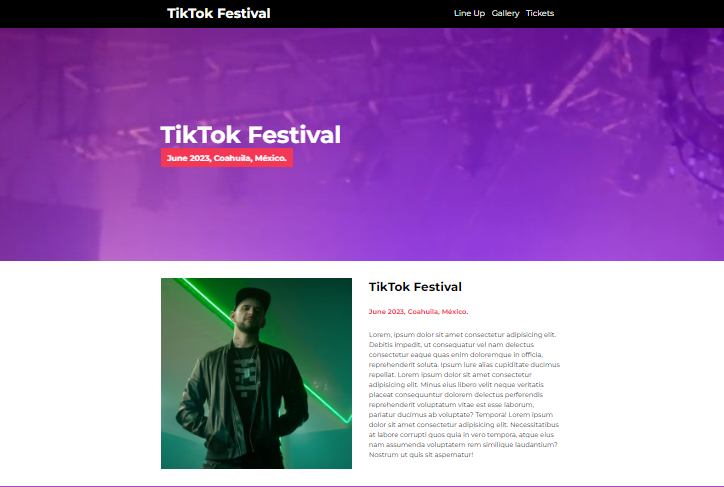 TikTok Festival
Line Up Gallery Tickets
TikTok Festival
June 2023, Coahuila, México.
TikTok Festival
June 2023, Coahuila, México.
Lorem, ipsum dolor sit amet consectetur adipisicing elit.
Debitis impedit, ut consequatur vel nam delectus
consectetur eaque quas enim doloremque in officia,
reprehenderit soluta. Ipsum iure alias cupiditate ducimus
repellat. Lorem ipsum dolor sit amet consectetur
adipisicing elit. Minus eius libero velit neque veritatis
placeat consequuntur dolorem delectus perferendis
reprehenderit voluptatum vitae est esse laborum,
pariatur ducimus ab voluptate? Tempora! Lorem ipsum
dolor sit amet consectetur adipisicing elit. Necessitatibus
at labore corrupti quos quia in vero tempora, atque eius
nam assumenda voluptatem rem similique laudantium?
Nostrum ut quis sit aspernatur!